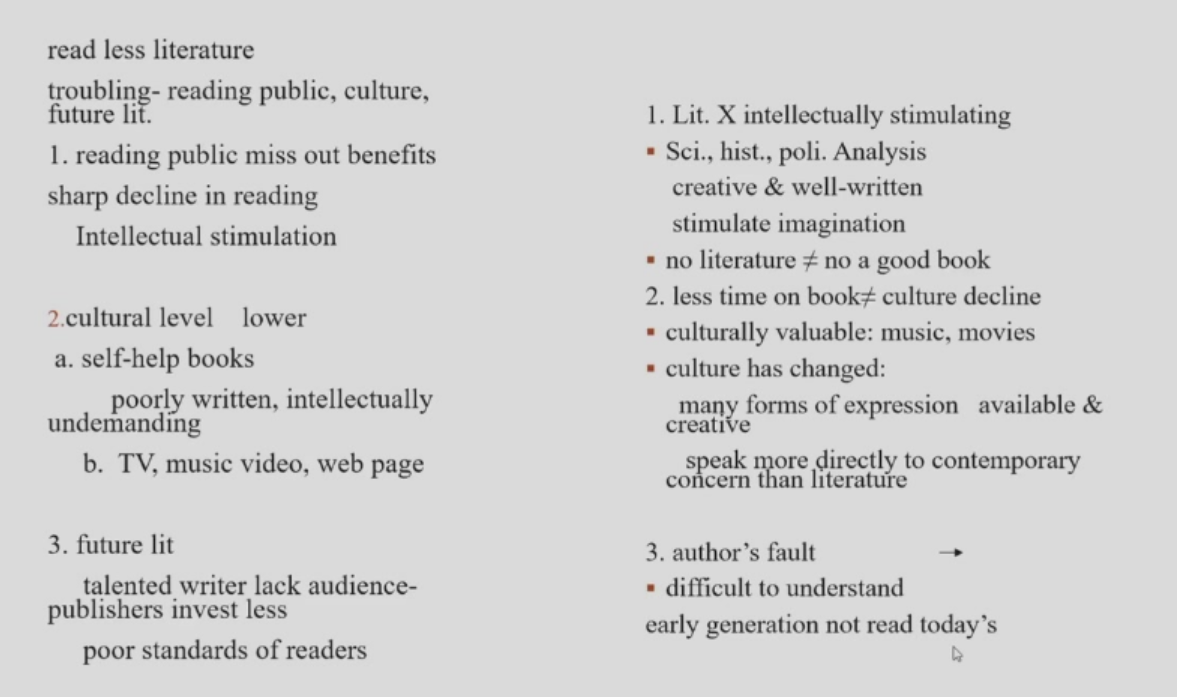 read less literature
troubling- reading public, culture,
future lit.
1. reading public miss out benefits
sharp decline in reading
Intellectual stimulation
2.cultural level lower
a. self-help books
poorly written, intellectually
undemanding
b. TV, music video, web page
3. future lit
talented writer lack audience-
publishers invest less
poor standards of readers
1. Lit. X intellectually stimulating
▪ Sci., hist., poli. Analysis
creative & well-written
stimulate imagination
▪ no literature ≠ no a good book
2. less time on book≠ culture decline
▪ culturally valuable: music, movies
▪ culture has changed:
many forms of expression available &
creative
speak more directly to contemporary
concern than literature
3. author’s fault →
▪ difficult to understand
early generation not read today’s